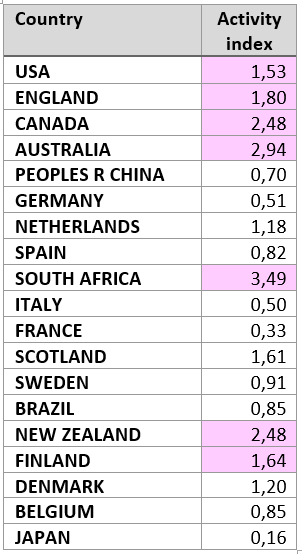 Country Activity
index
USA 1,53
ENGLAND 1,80
CANADA 2,48
AUSTRALIA 2,94
PEOPLES R CHINA 0,70
GERMANY 0,51
NETHERLANDS 1,18
SPAIN 0,82
SOUTH AFRICA 3,49
ITALY 0,50
FRANCE 0,33
SCOTLAND 1,61
SWEDEN 0,91
BRAZIL 0,85
NEW ZEALAND 2,48
FINLAND 1,64
DENMARK 1,20
BELGIUM 0,85
JAPAN 0,16